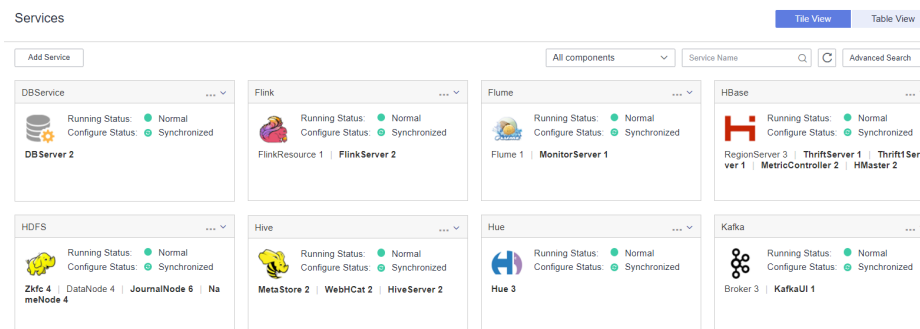 Services
Tile View
Table View
Add Service
All components
Service Name
Advanced Search
DBService
...
Running Status: Normal
Configure Status: Synchronized
DBServer 2
Flink
...
Running Status: Normal
Configure Status: Synchronized
FlinkResource 1 | FlinkServer 2
Flume
...
Running Status: Normal
Configure Status: Synchronized
Flume 1 | MonitorServer 1
HBase
...
Running Status: Normal
Configure Status: Synchronized
RegionServer 3 | ThriftServer 1 | Thrift1Ser
ver 1 | MetricController 2 | HMaster 2
HDFS
...
Running Status: Normal
Configure Status: Synchronized
Zkfc 4 | DataNode 4 | JournalNode 6 | Na
meNode 4
Hive
...
Running Status: Normal
Configure Status: Synchronized
MetaStore 2 | WebHCat 2 | HiveServer 2
Hue
...
Running Status: Normal
Configure Status: Synchronized
Hue 3
Kafka
...
Running Status: Normal
Configure Status: Synchronized
Broker 3 | KafkaUI 1